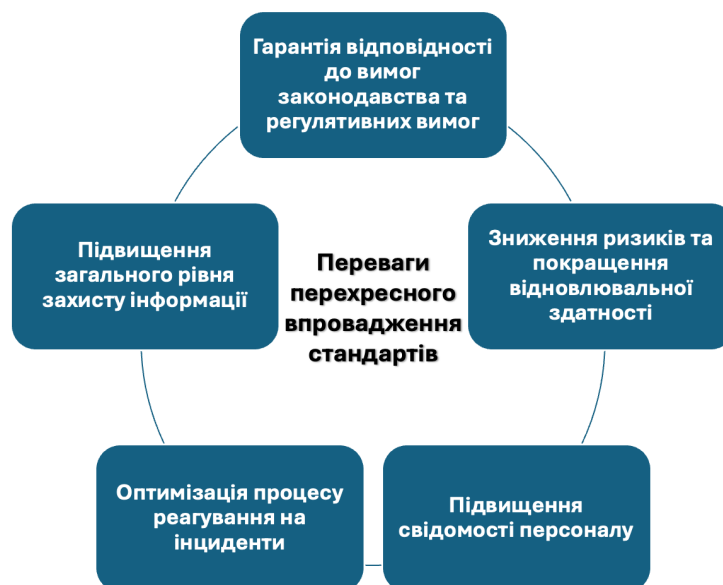 Гарантія відповідності
до вимог
законодавства та
регулятивних вимог
Підвищення
загального рівня
захисту інформації
Переваги
перехресного
впровадження
стандартів
Зниження ризиків та
покращення
відновлювальної
здатності
Оптимізація процесу
реагування на
інциденти
Підвищення
свідомості персоналу